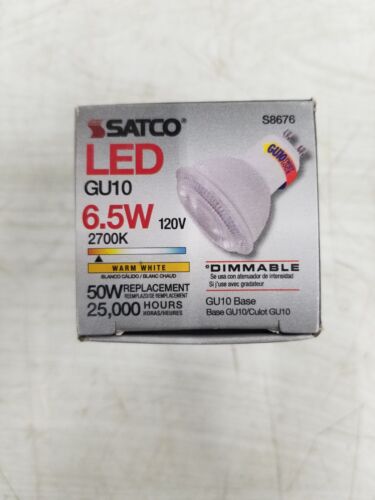 SATCO®
S8676
LED
GU10
6.5W 120V
2700K
WARM WHITE
BLANCO CÁLIDO / BLANC CHAUD
50W REPLACEMENT
REEMPLAZO/DE REMPLACEMENT
25,000 HOURS
HORAS/HEURES
GU10
DIMMABLE
Se usa con atenuador de intensidad
Si j'use avec gradateur
GU10 Base
Base GU10/Culot GU10